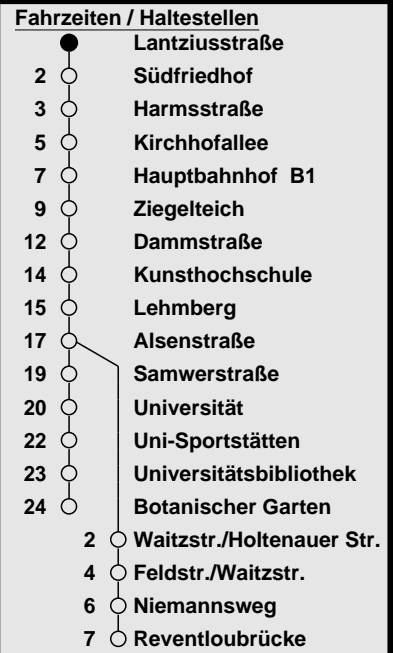 Fahrzeiten / Haltestellen
Lantziusstraße
2 Südfriedhof
3 Harmsstraße
5 Kirchhofallee
7 Hauptbahnhof B1
9 Ziegelteich
12 Dammstraße
14 Kunsthochschule
15 Lehmberg
17 Alsenstraße
19 Samwerstraße
20 Universität
22 Uni-Sportstätten
23 Universitätsbibliothek
24 Botanischer Garten
2 Waitzstr./Holtenauer Str.
4 Feldstr./Waitzstr.
6 Niemannsweg
7 Reventloubrücke